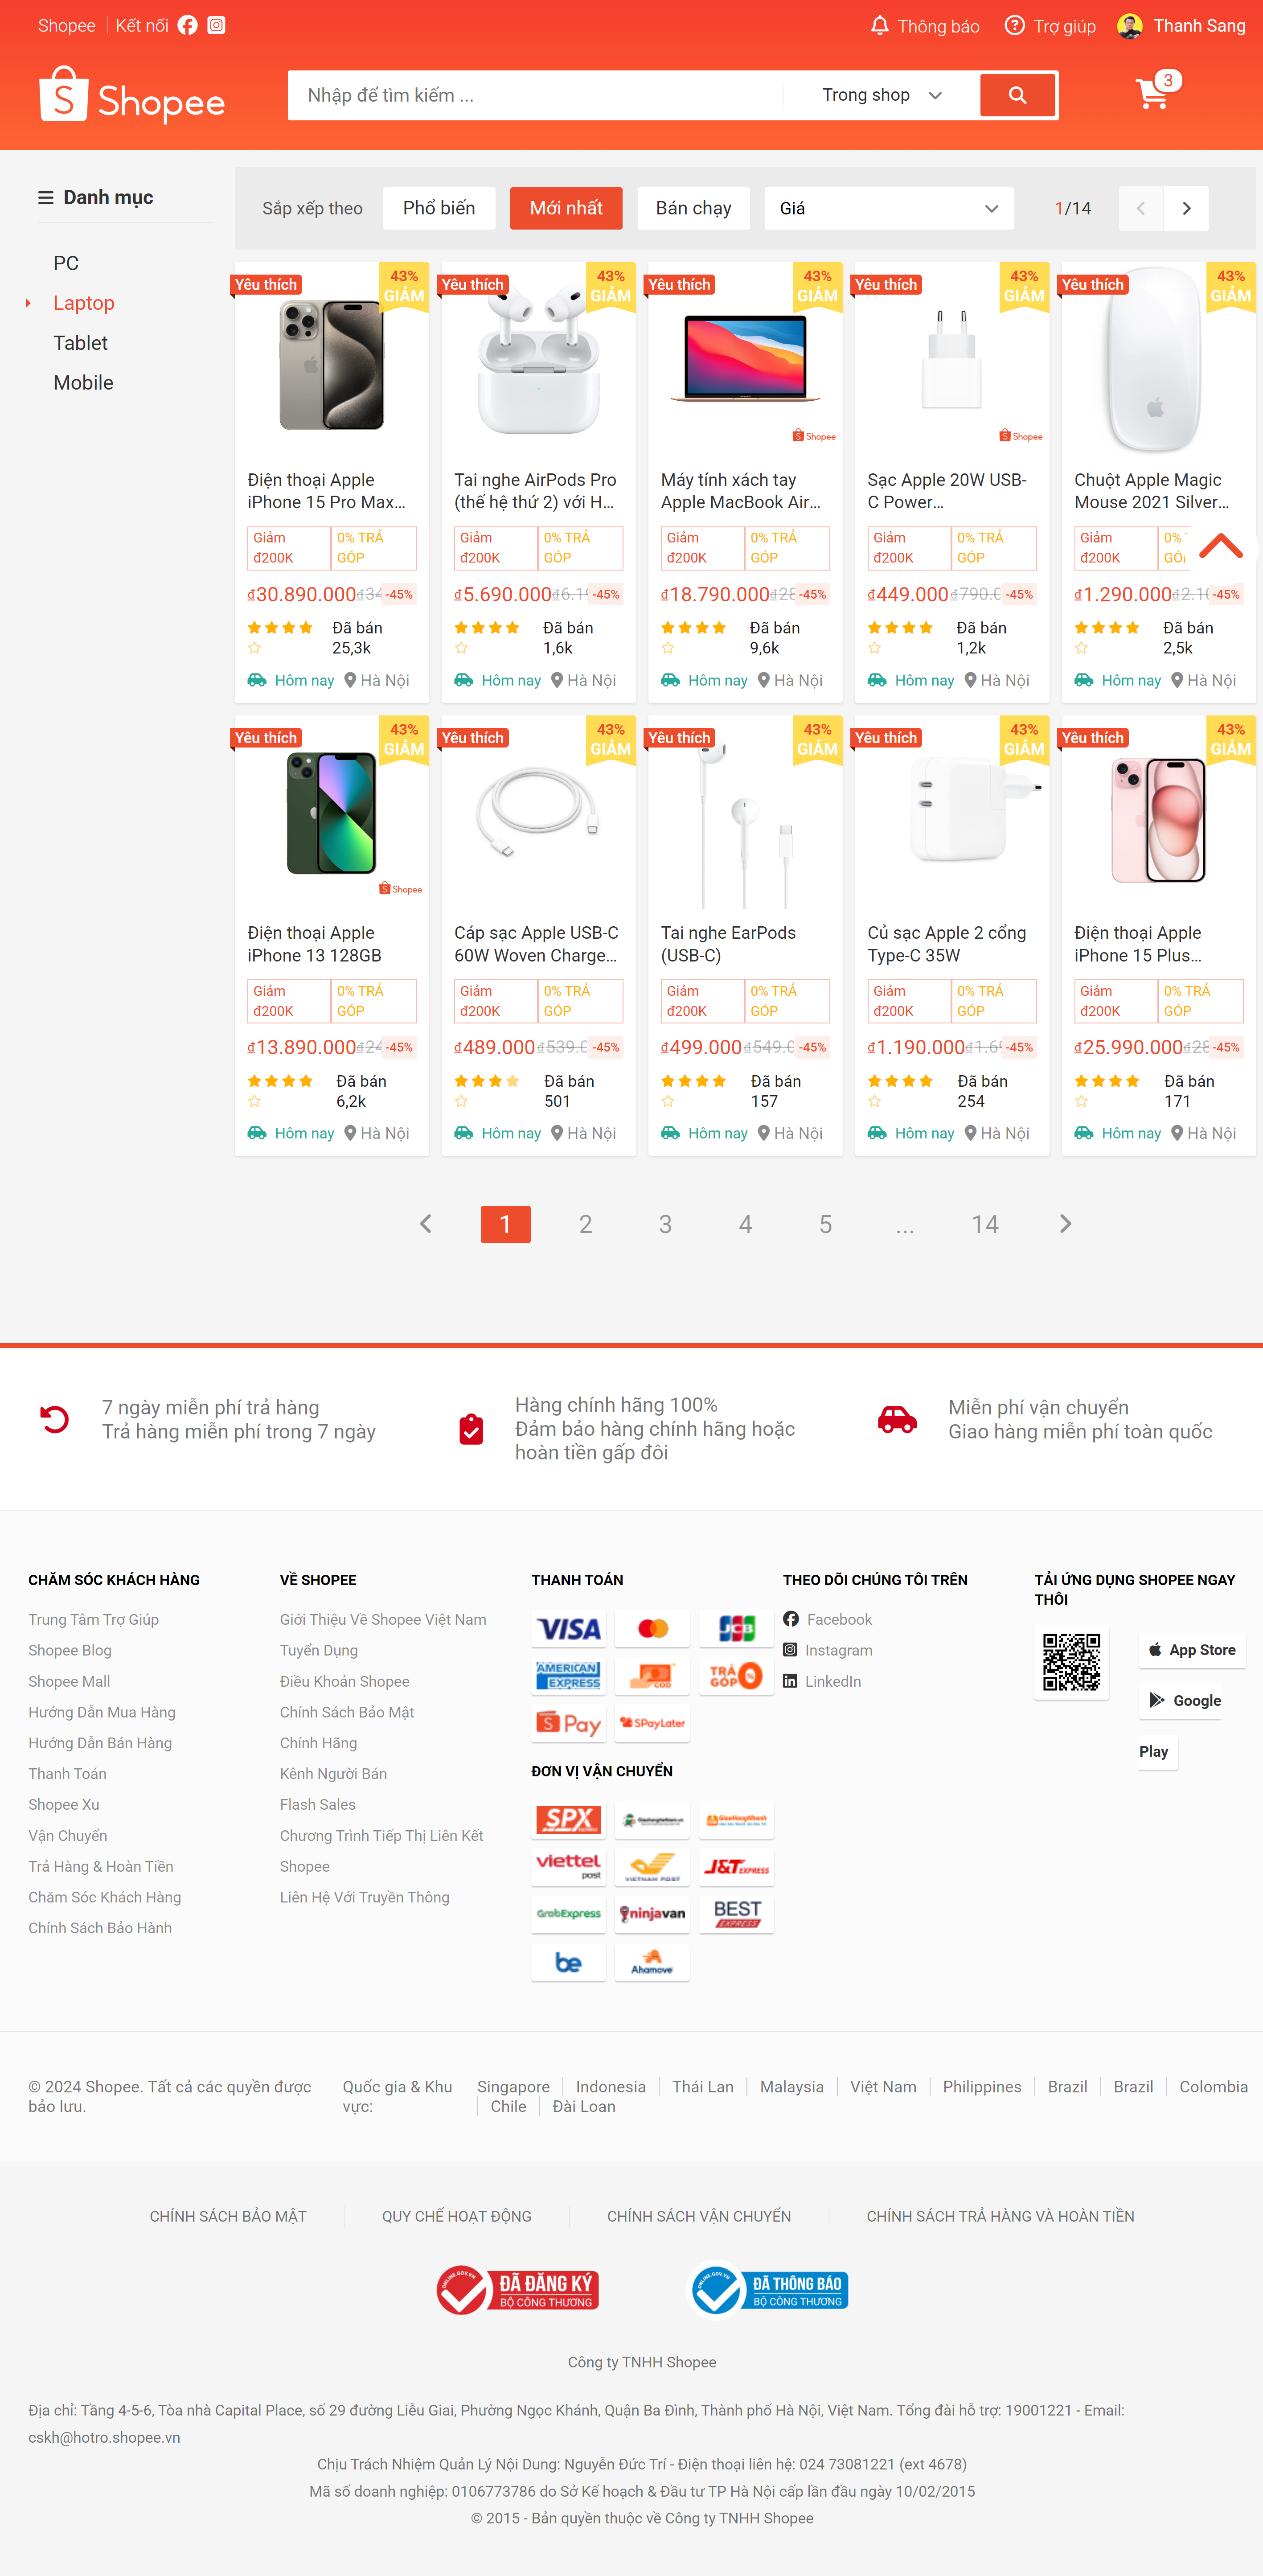 Shopee Kết nối
Thông báo Trợ giúp Thanh Sang
Shopee
Nhập để tìm kiếm ...
Trong shop
3
Danh mục
PC
Laptop
Tablet
Mobile
Sắp xếp theo Phổ biến Mới nhất Bán chạy Giá 1/14
Yêu thích 43% GIẢM
Điện thoại Apple
iPhone 15 Pro Max...
Giảm đ200K 0% TRẢ GÓP
₫30.890.000 -45%
Đã bán 25,3k
Hôm nay Hà Nội
Yêu thích 43% GIẢM
Tai nghe AirPods Pro
(thế hệ thứ 2) với H...
Giảm đ200K 0% TRẢ GÓP
₫5.690.000 -45%
Đã bán 1,6k
Hôm nay Hà Nội
Yêu thích 43% GIẢM
Shopee
Máy tính xách tay
Apple MacBook Air...
Giảm đ200K 0% TRẢ GÓP
₫18.790.000 -45%
Đã bán 9,6k
Hôm nay Hà Nội
Yêu thích 43% GIẢM
Shopee
Sạc Apple 20W USB-
C Power...
Giảm đ200K 0% TRẢ GÓP
₫449.000 -45%
Đã bán 1,2k
Hôm nay Hà Nội
Yêu thích 43% GIẢM
Chuột Apple Magic
Mouse 2021 Silver...
Giảm đ200K 0%
₫1.290.000 -45%
Đã bán 2,5k
Hôm nay Hà Nội
Yêu thích 43% GIẢM
Shopee
Điện thoại Apple
iPhone 13 128GB
Giảm đ200K 0% TRẢ GÓP
₫13.890.000 -45%
Đã bán 6,2k
Hôm nay Hà Nội
Yêu thích 43% GIẢM
Cáp sạc Apple USB-C
60W Woven Charge...
Giảm đ200K 0% TRẢ GÓP
₫489.000 -45%
Đã bán 501
Hôm nay Hà Nội
Yêu thích 43% GIẢM
Tai nghe EarPods
(USB-C)
Giảm đ200K 0% TRẢ GÓP
₫499.000 -45%
Đã bán 157
Hôm nay Hà Nội
Yêu thích 43% GIẢM
Củ sạc Apple 2 cổng
Type-C 35W
Giảm đ200K 0% TRẢ GÓP
₫1.190.000 -45%
Đã bán 254
Hôm nay Hà Nội
Yêu thích 43% GIẢM
Điện thoại Apple
iPhone 15 Plus...
Giảm đ200K 0% TRẢ GÓP
₫25.990.000 -45%
Đã bán 171
Hôm nay Hà Nội
1 2 3 4 5 ... 14
7 ngày miễn phí trả hàng
Trả hàng miễn phí trong 7 ngày
Hàng chính hãng 100%
Đảm bảo hàng chính hãng hoặc
hoàn tiền gấp đôi
Miễn phí vận chuyển
Giao hàng miễn phí toàn quốc
CHĂM SÓC KHÁCH HÀNG
Trung Tâm Trợ Giúp
Shopee Blog
Shopee Mall
Hướng Dẫn Mua Hàng
Hướng Dẫn Bán Hàng
Thanh Toán
Shopee Xu
Vận Chuyển
Trả Hàng & Hoàn Tiền
Chăm Sóc Khách Hàng
Chính Sách Bảo Hành
VỀ SHOPEE
Giới Thiệu Về Shopee Việt Nam
Tuyển Dụng
Điều Khoản Shopee
Chính Sách Bảo Mật
Chính Hãng
Kênh Người Bán
Flash Sales
Chương Trình Tiếp Thị Liên Kết
Shopee
Liên Hệ Với Truyền Thông
THANH TOÁN
VISA JCB
AMERICAN EXPRESS COD TRẢ GÓP 0%
S Pay SPayLater
ĐƠN VỊ VẬN CHUYỂN
SPX GiaoHangNhanh
viettel post VIETNAM POST J&T EXPRESS
GrabExpress ninjavan BEST EXPRESS
be Ahamove
THEO DÕI CHÚNG TÔI TRÊN
Facebook
Instagram
LinkedIn
TẢI ỨNG DỤNG SHOPEE NGAY
THÔI
App Store
Google
Play
© 2024 Shopee. Tất cả các quyền được
bảo lưu.
Quốc gia & Khu
vực:
Singapore Indonesia Thái Lan Malaysia Việt Nam Philippines Brazil Brazil Colombia
Chile Đài Loan
CHÍNH SÁCH BẢO MẬT QUY CHẾ HOẠT ĐỘNG CHÍNH SÁCH VẬN CHUYỂN CHÍNH SÁCH TRẢ HÀNG VÀ HOÀN TIỀN
ONLINE.GOV.VN ĐÃ ĐĂNG KÝ BỘ CÔNG THƯƠNG
ONLINE.GOV.VN ĐÃ THÔNG BÁO BỘ CÔNG THƯƠNG
Công ty TNHH Shopee
Địa chỉ: Tầng 4-5-6, Tòa nhà Capital Place, số 29 đường Liễu Giai, Phường Ngọc Khánh, Quận Ba Đình, Thành phố Hà Nội, Việt Nam. Tổng đài hỗ trợ: 19001221 - Email:
cskh@hotro.shopee.vn
Chịu Trách Nhiệm Quản Lý Nội Dung: Nguyễn Đức Trí - Điện thoại liên hệ: 024 73081221 (ext 4678)
Mã số doanh nghiệp: 0106773786 do Sở Kế hoạch & Đầu tư TP Hà Nội cấp lần đầu ngày 10/02/2015
© 2015 - Bản quyền thuộc về Công ty TNHH Shopee